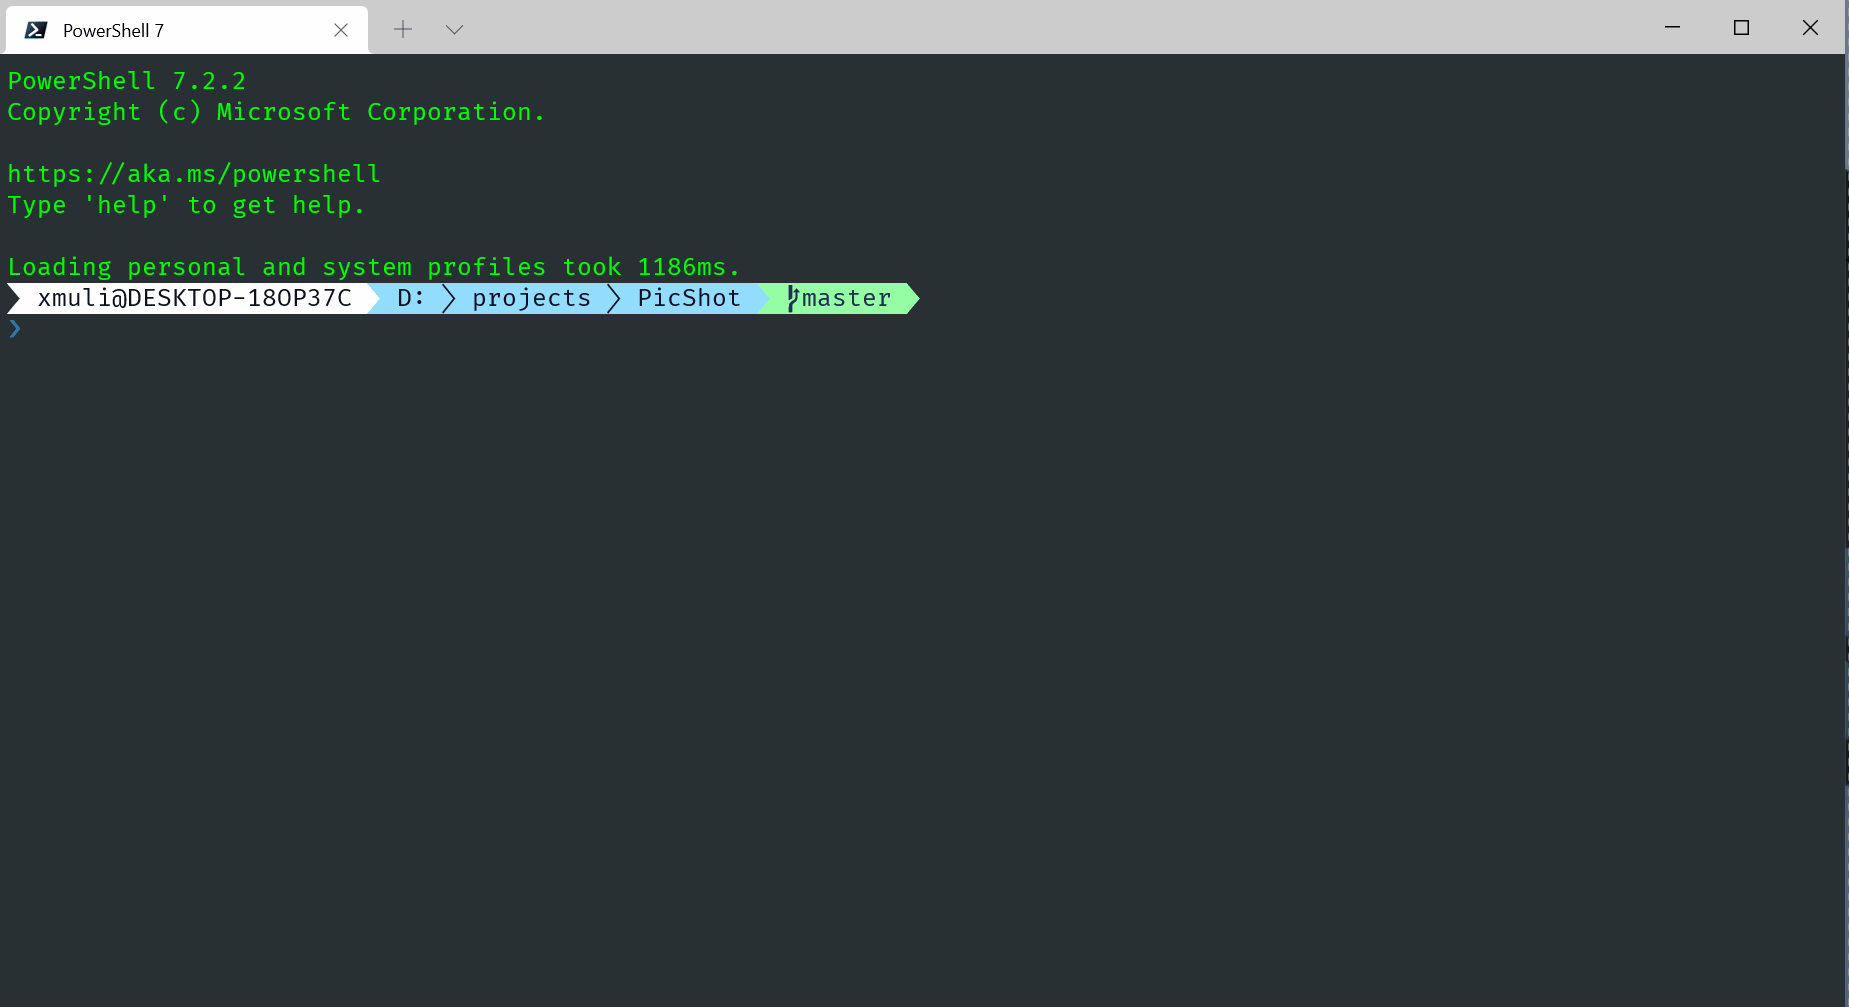 PowerShell 7
PowerShell 7.2.2
Copyright (c) Microsoft Corporation.
https://aka.ms/powershell
Type 'help' to get help.
Loading personal and system profiles took 1186ms.
xmuli@DESKTOP-18OP37C D: projects PicShot master
❯